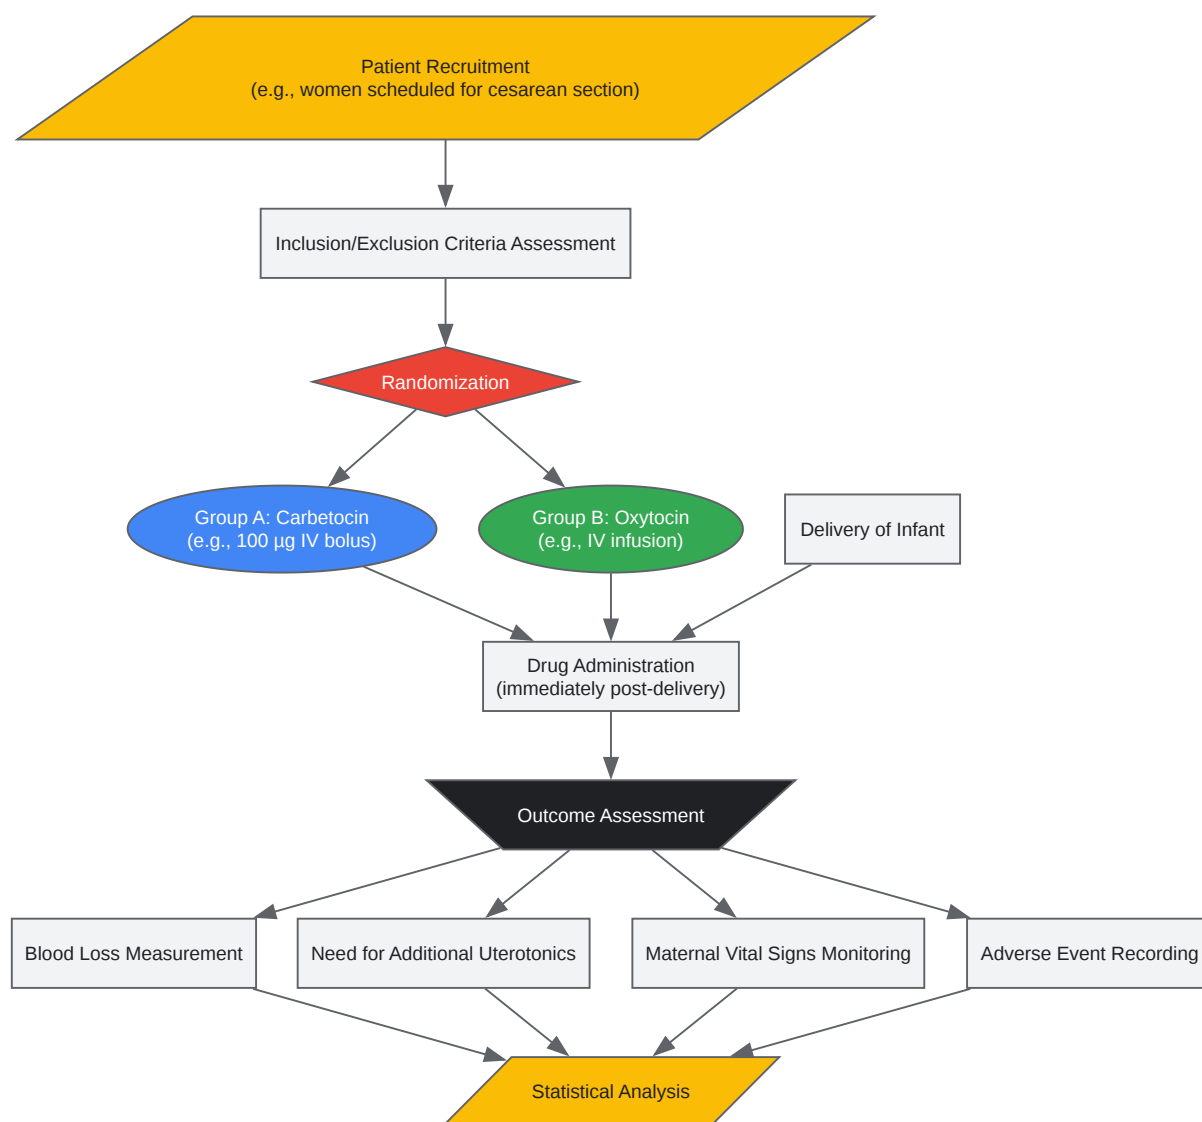 Patient Recruitment
(e.g., women scheduled for cesarean section)
Inclusion/Exclusion Criteria Assessment
Randomization
Group A: Carbetocin
(e.g., 100 µg IV bolus)
Group B: Oxytocin
(e.g., IV infusion)
Delivery of Infant
Drug Administration
(immediately post-delivery)
Outcome Assessment
Blood Loss Measurement
Need for Additional Uterotonics
Maternal Vital Signs Monitoring
Adverse Event Recording
Statistical Analysis